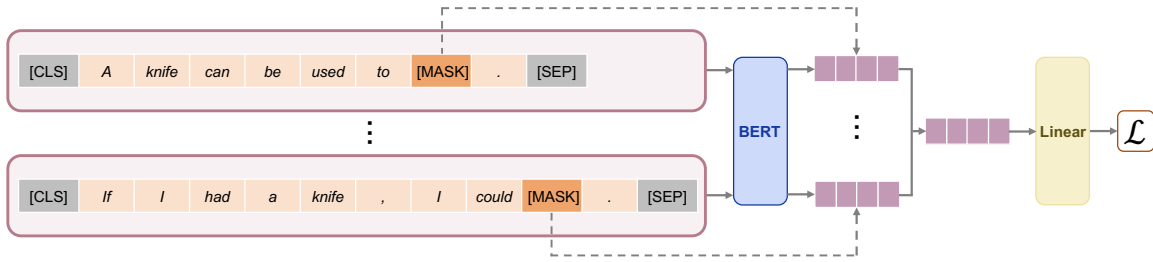 [CLS] A knife can be used to [MASK] . [SEP]
BERT
Linear
ℒ
[CLS] If I had a knife , I could [MASK] . [SEP]